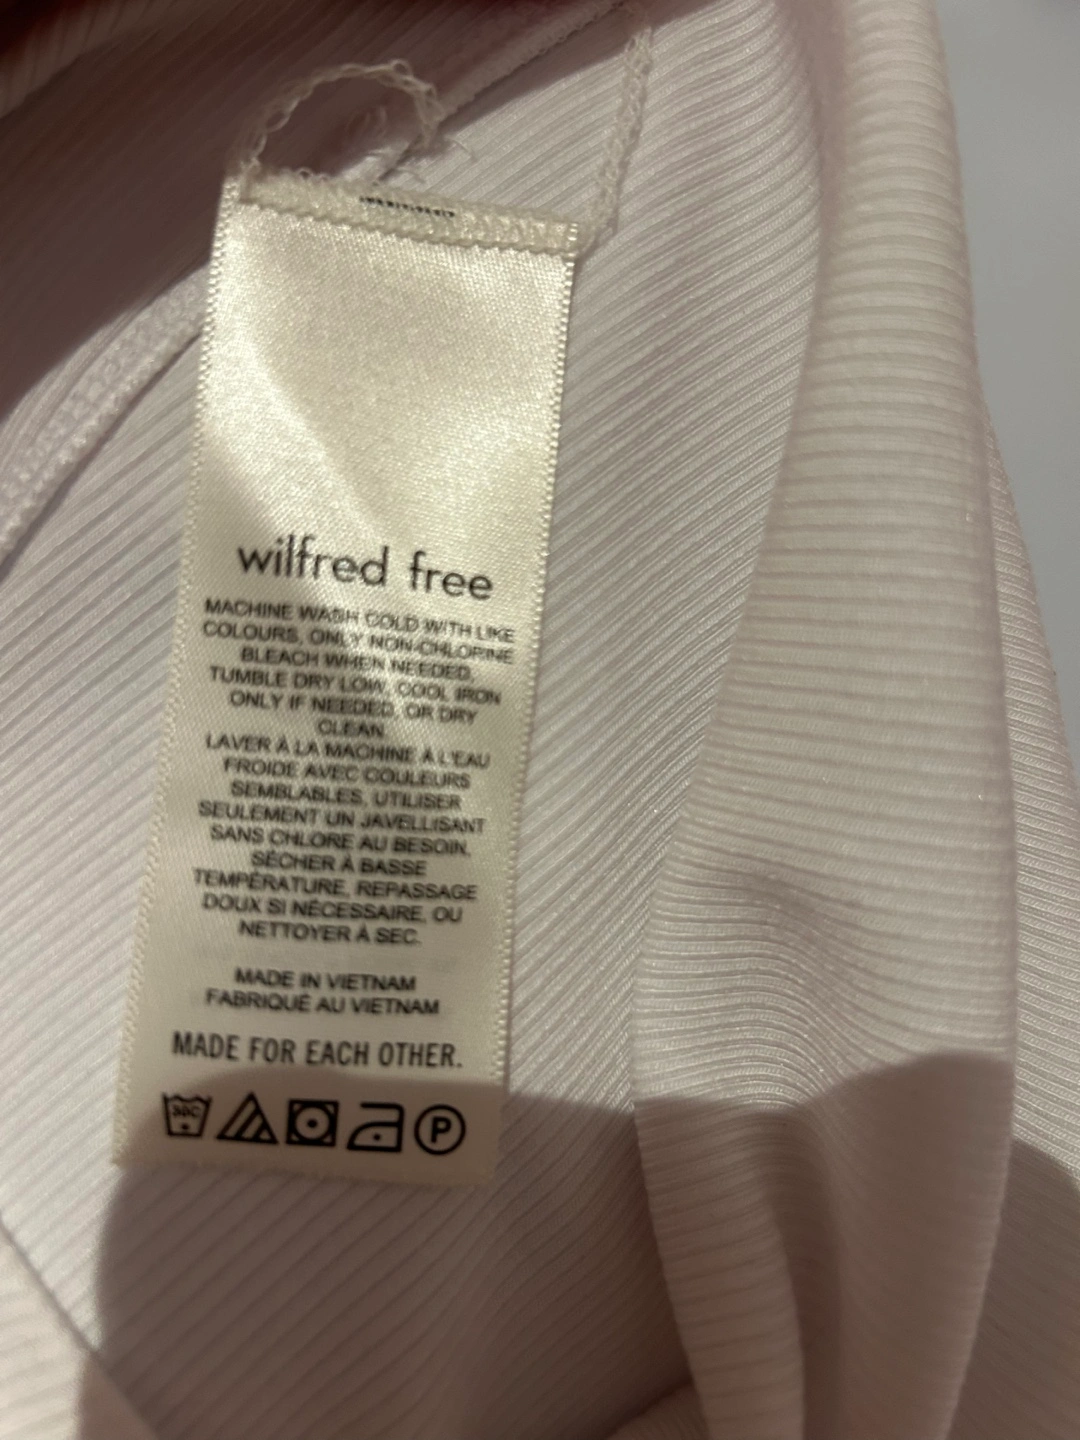 wilfred free
MACHINE WASH COLD WITH LIKE
COLOURS, ONLY NON-CHLORINE
BLEACH WHEN NEEDED.
TUMBLE DRY LOW, COOL IRON
ONLY IF NEEDED, OR DRY
CLEAN.
LAVER À LA MACHINE À L'EAU
FROIDE AVEC COULEURS
SEMBLABLES, UTILISER
SEULEMENT UN JAVELLISANT
SANS CHLORE AU BESOIN.
SÉCHER À BASSE
TEMPÉRATURE, REPASSAGE
DOUX SI NÉCESSAIRE, OU
NETTOYER À SEC.
MADE IN VIETNAM
FABRIQUÉ AU VIETNAM
MADE FOR EACH OTHER.
30C P